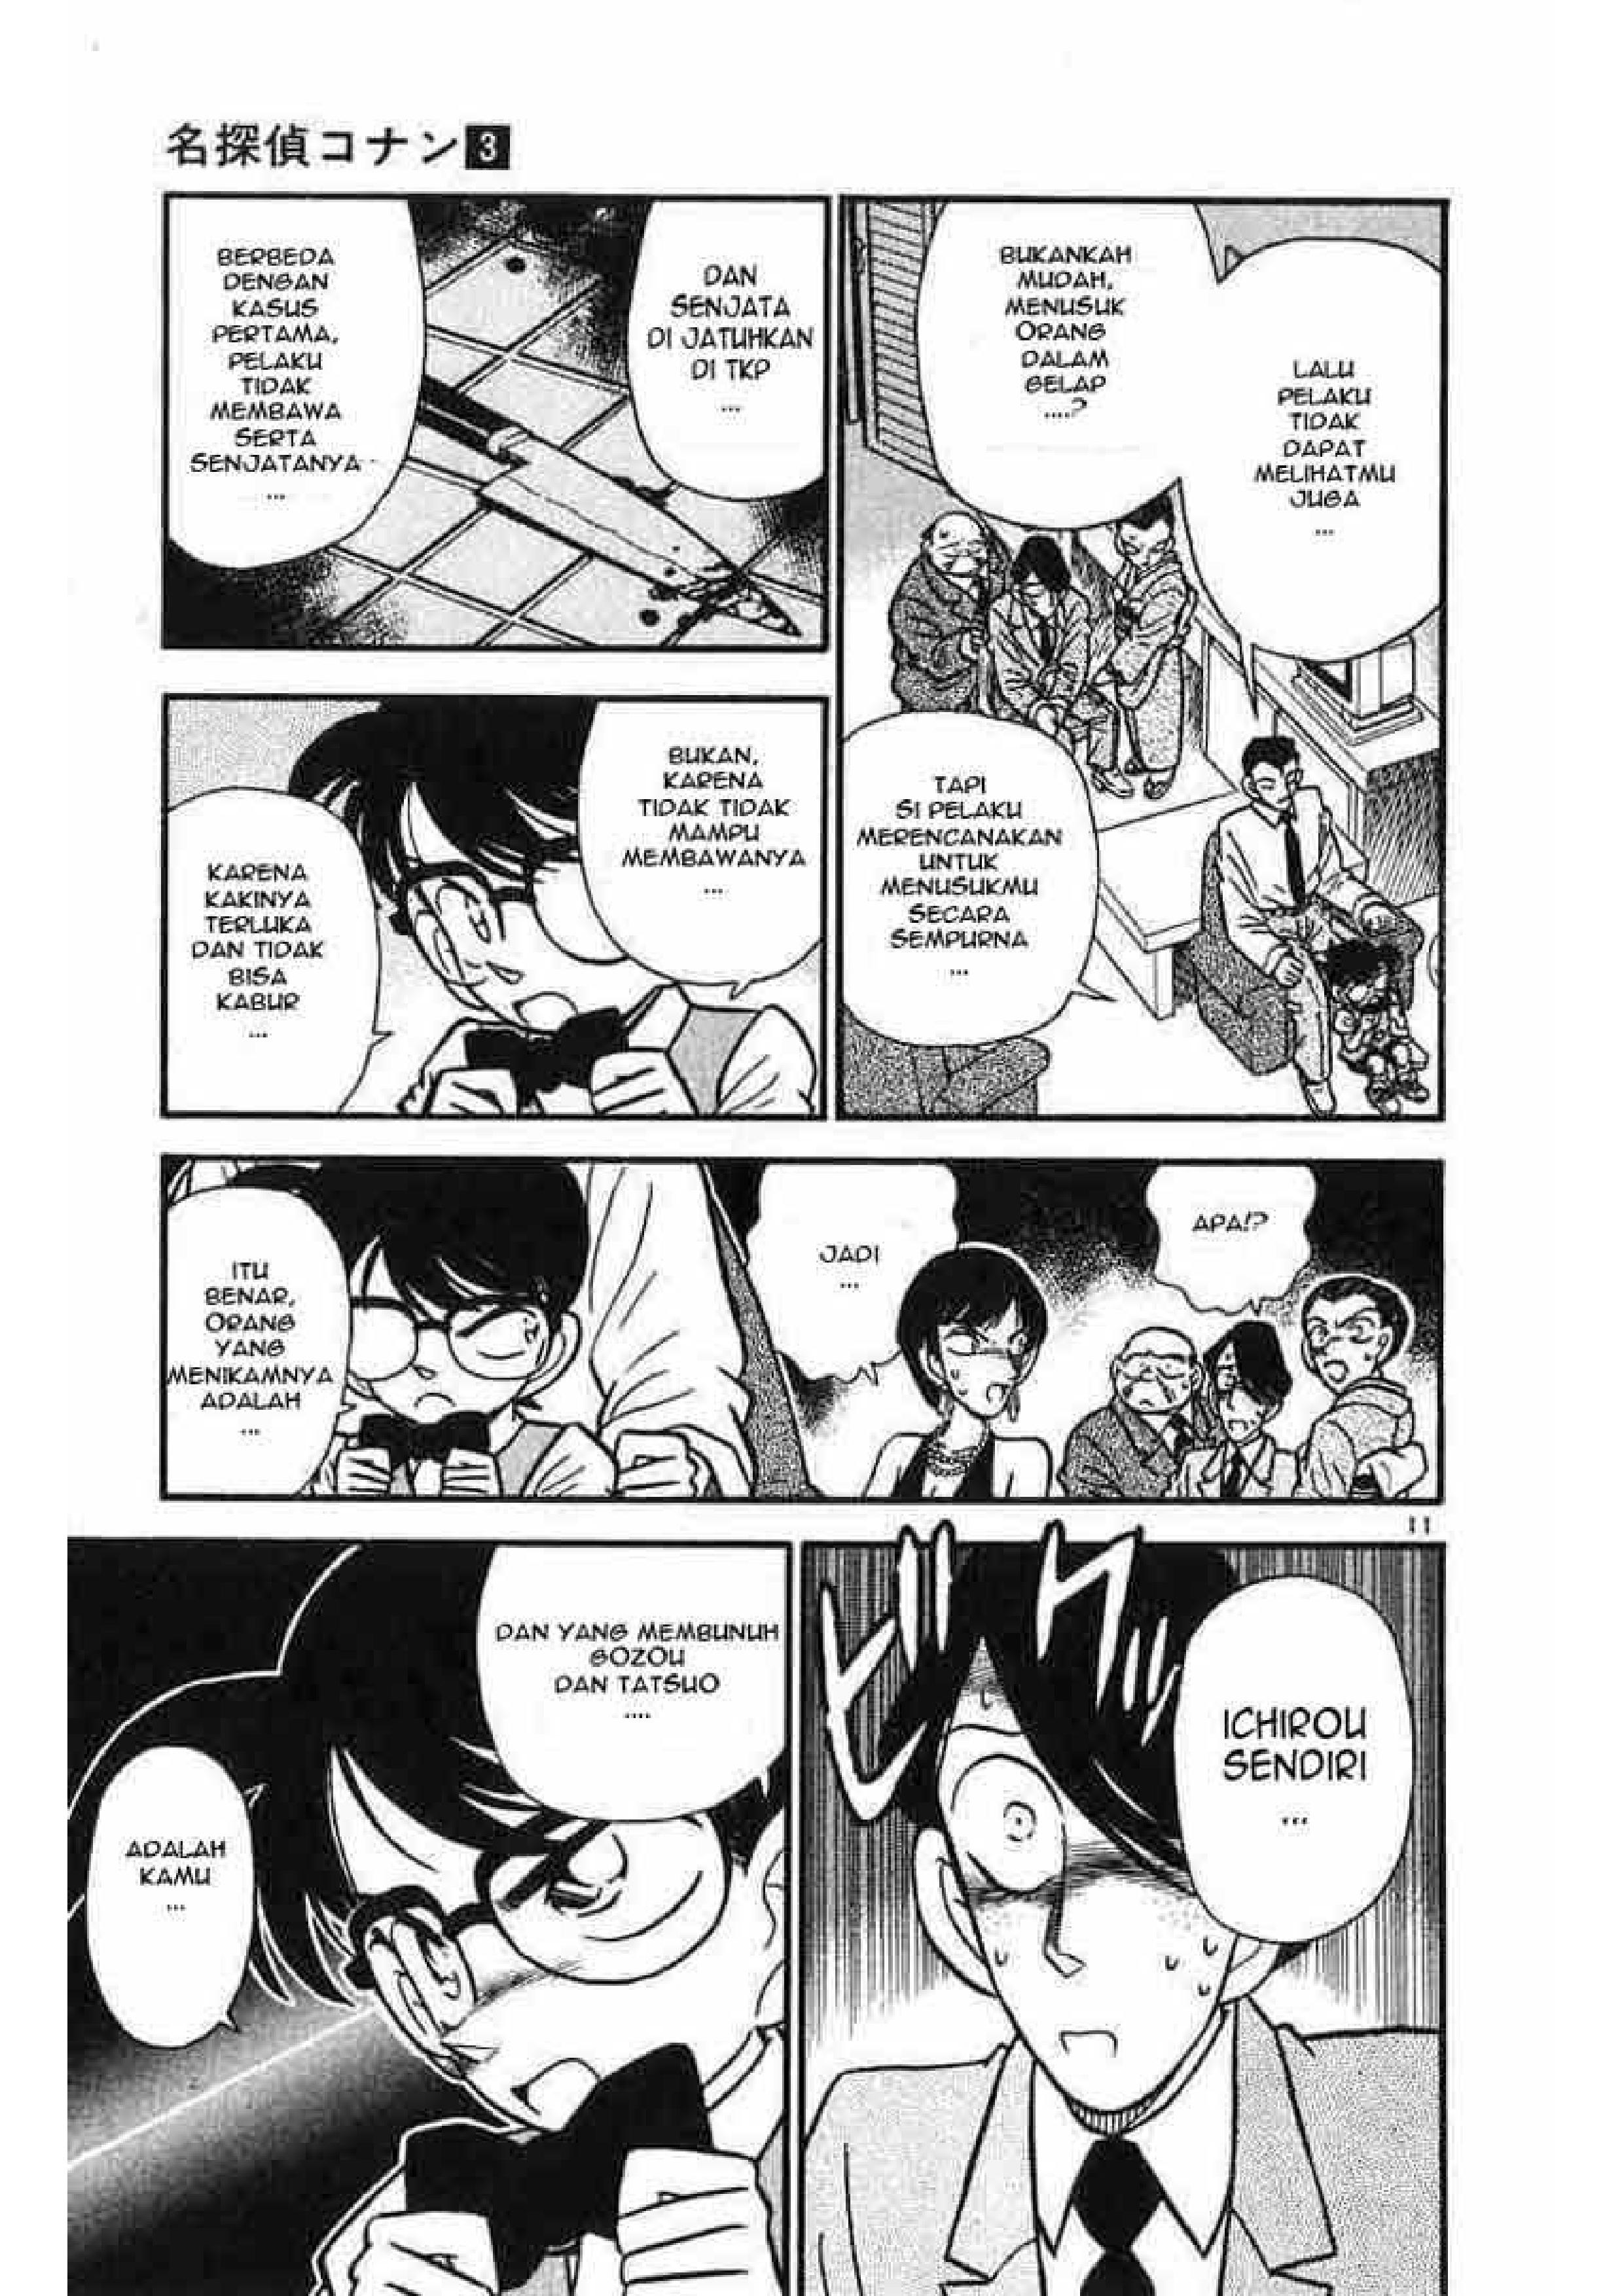 名探偵コナン3
LALU
PELAKU
TIDAK
DAPAT
MELIHATMU
JUGA
...
BUKANKAH
MUDAH,
MENUSUK
ORANG
DALAM
GELAP
....?
TAPI
SI PELAKU
MERENCANAKAN
UNTUK
MENUSUKMU
SECARA
SEMPURNA
...
DAN
SENJATA
DI JATUHKAN
DI TKP
...
BERBEDA
DENGAN
KASUS
PERTAMA,
PELAKU
TIDAK
MEMBAWA
SERTA
SENJATANYA
...
BUKAN,
KARENA
TIDAK TIDAK
MAMPU
MEMBAWANYA
...
KARENA
KAKINYA
TERLUKA
DAN TIDAK
BISA
KABUR
...
APA!?
JADI
...
ITU
BENAR,
ORANG
YANG
MENIKAMNYA
ADALAH
...
11
ICHIROU
SENDIRI
...
DAN YANG MEMBUNUH
GOZOU
DAN TATSUO
....
ADALAH
KAMU
...